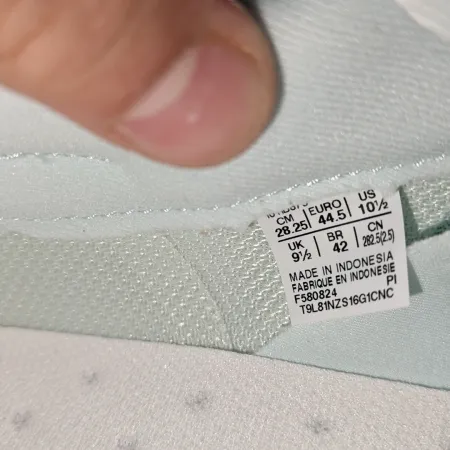 CM EURO US
28.25 44.5 10½
UK BR CN
9½ 42 282.5(2.5)
MADE IN INDONESIA
FABRIQUE EN INDONESIE
F580824 PI
T9L81NZS16G1CNC